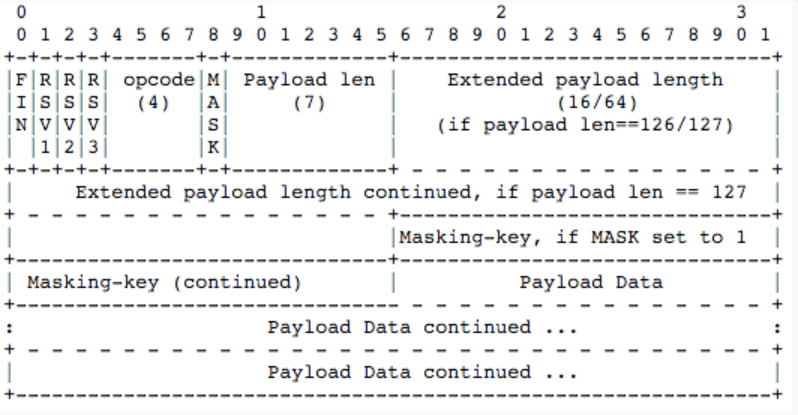 0                   1                   2                   3
 0 1 2 3 4 5 6 7 8 9 0 1 2 3 4 5 6 7 8 9 0 1 2 3 4 5 6 7 8 9 0 1
+-+-+-+-+-------+-+-------------+-------------------------------+
|F|R|R|R| opcode|M| Payload len |    Extended payload length    |
|I|S|S|S|  (4)  |A|     (7)     |             (16/64)           |
|N|V|V|V|       |S|             |   (if payload len==126/127)   |
| |1|2|3|       |K|             |                               |
+-+-+-+-+-------+-+-------------+ - - - - - - - - - - - - - - - +
|     Extended payload length continued, if payload len == 127  |
+ - - - - - - - - - - - - - - - +-------------------------------+
|                               |Masking-key, if MASK set to 1  |
+-------------------------------+-------------------------------+
| Masking-key (continued)       |          Payload Data         |
+-------------------------------- - - - - - - - - - - - - - - - +
:                     Payload Data continued ...                :
+ - - - - - - - - - - - - - - - - - - - - - - - - - - - - - - - +
|                     Payload Data continued ...                |
+---------------------------------------------------------------+